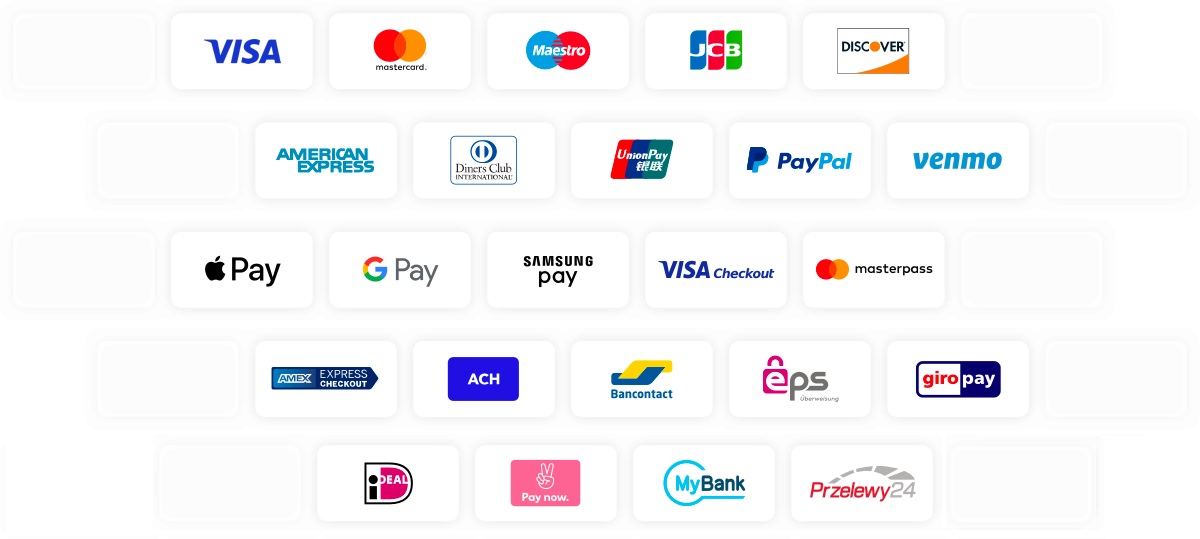 VISA
mastercard.
Maestro
JCB
DISCOVER
AMERICAN
EXPRESS
Diners Club
INTERNATIONAL
UnionPay
银联
PayPal
venmo
Pay
G Pay
SAMSUNG
pay
VISA Checkout
masterpass
AMEX
EXPRESS
CHECKOUT
ACH
Bancontact
eps
Überweisung
giropay
iDEAL
Pay now.
MyBank
Przelewy24